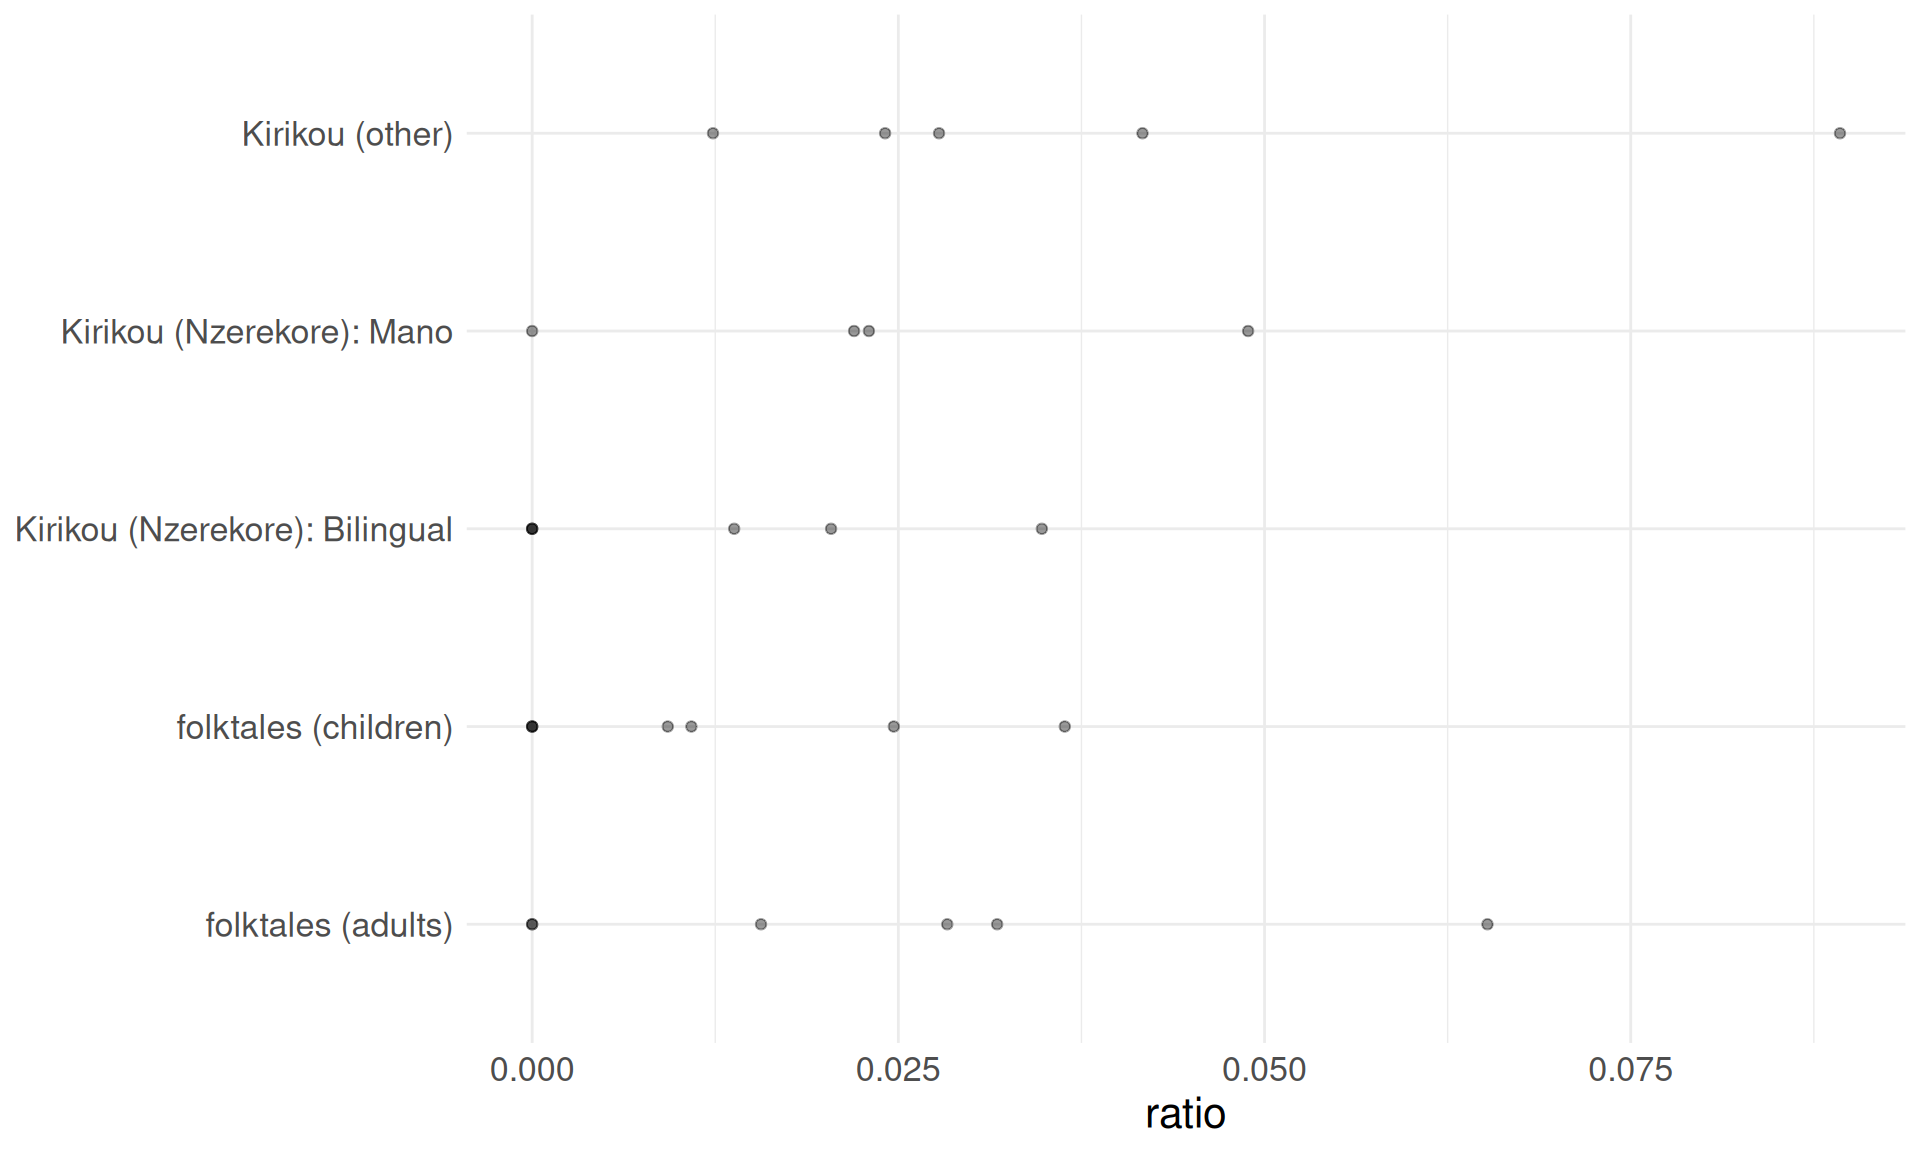 Kirikou (other)
Kirikou (Nzerekore): Mano
Kirikou (Nzerekore): Bilingual
folktales (children)
folktales (adults)
0.000 0.025 0.050 0.075
ratio